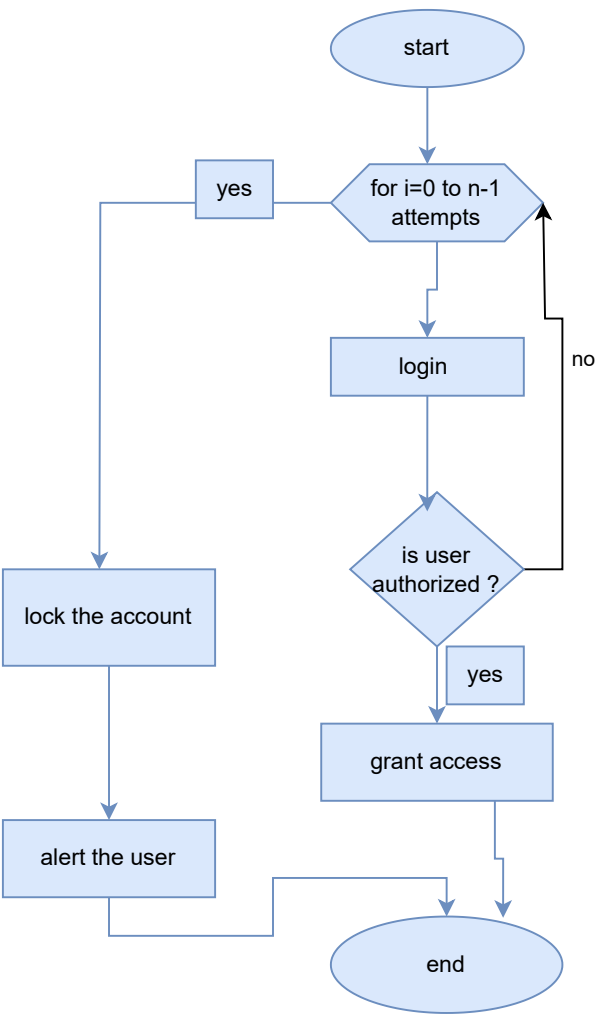 start
for i=0 to n-1
attempts
yes
login
no
is user
authorized ?
lock the account
yes
grant access
alert the user
end